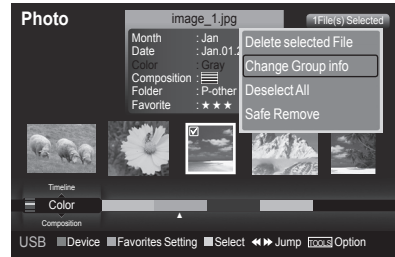 Photo
image_1.jpg
1File(s) Selected
Month : Jan
Date : Jan.01.2
Color : Gray
Composition :
Folder : P-other
Favorite : ★★★
Delete selected File
Change Group info
Deselect All
Safe Remove
Timeline
Color
Composition
USB Device Favorites Setting Select ◄◄ ►► Jump TOOLS Option